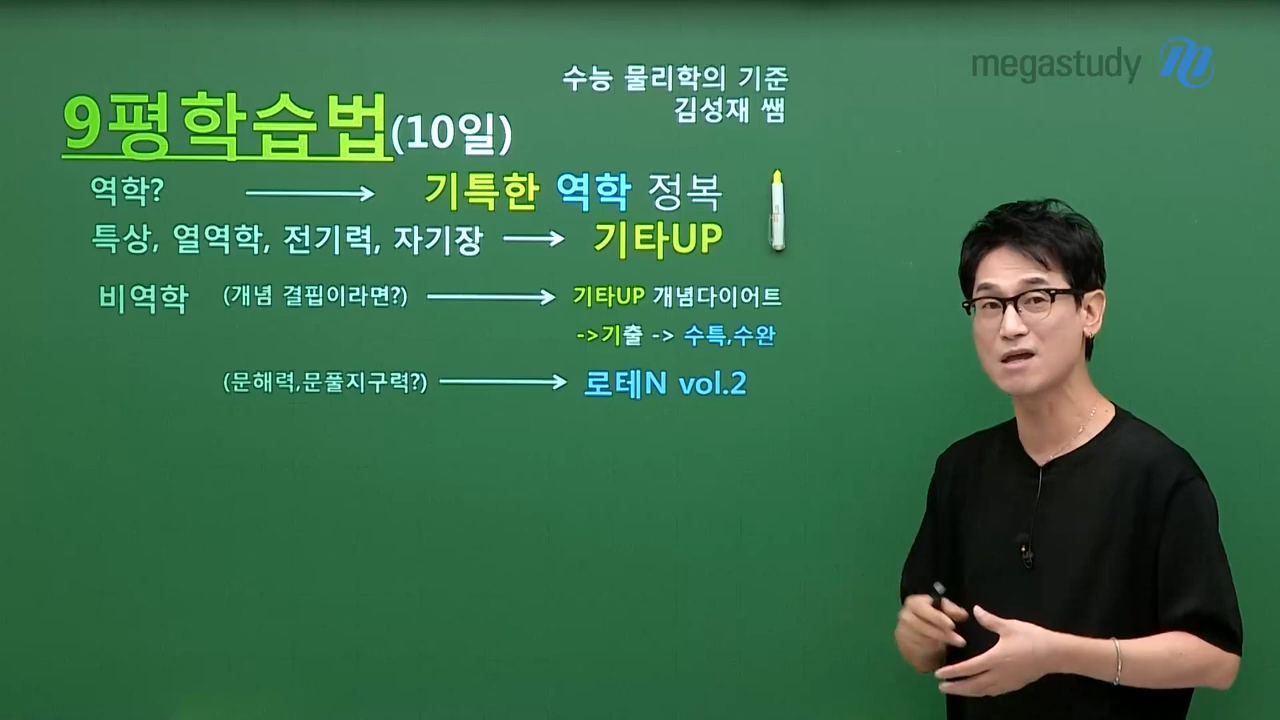 megastudy
수능 물리학의 기준
김성재 쌤
9평학습법(10일)
역학? → 기특한 역학 정복
특상, 열역학, 전기력, 자기장 → 기타UP
비역학 (개념 결핍이라면?) → 기타UP 개념다이어트
->기출 -> 수특,수완
(문해력,문풀지구력?) → 로테N vol.2